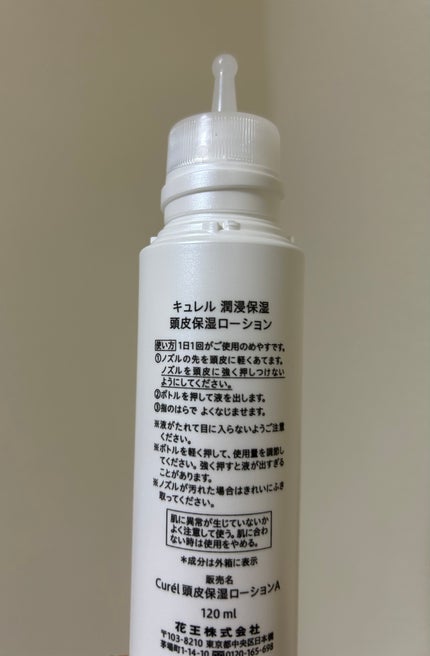 キュレル 潤浸保湿
頭皮保湿ローション
使い方 1日1回がご使用のめやすです。
①ノズルの先を頭皮に軽くあてます。
ノズルを頭皮に強く押しつけない
ようにしてください。
②ボトルを押して液を出します。
③指のはらで よくなじませます。
※液がたれて目に入らないようご注意
ください。
※ボトルを軽く押して、使用量を調節し
てください。強く押すと液が出すぎる
ことがあります。
※ノズルが汚れた場合はきれいにふき
取ってください。
肌に異常が生じていないか
よく注意して使う。肌に合わ
ない時は使用をやめる。
＊成分は外箱に表示
販売名
Curél 頭皮保湿ローションA
120 ml
花王株式会社
〒103-8210 東京都中央区日本橋
茅場町1-14-10 0120-165-698